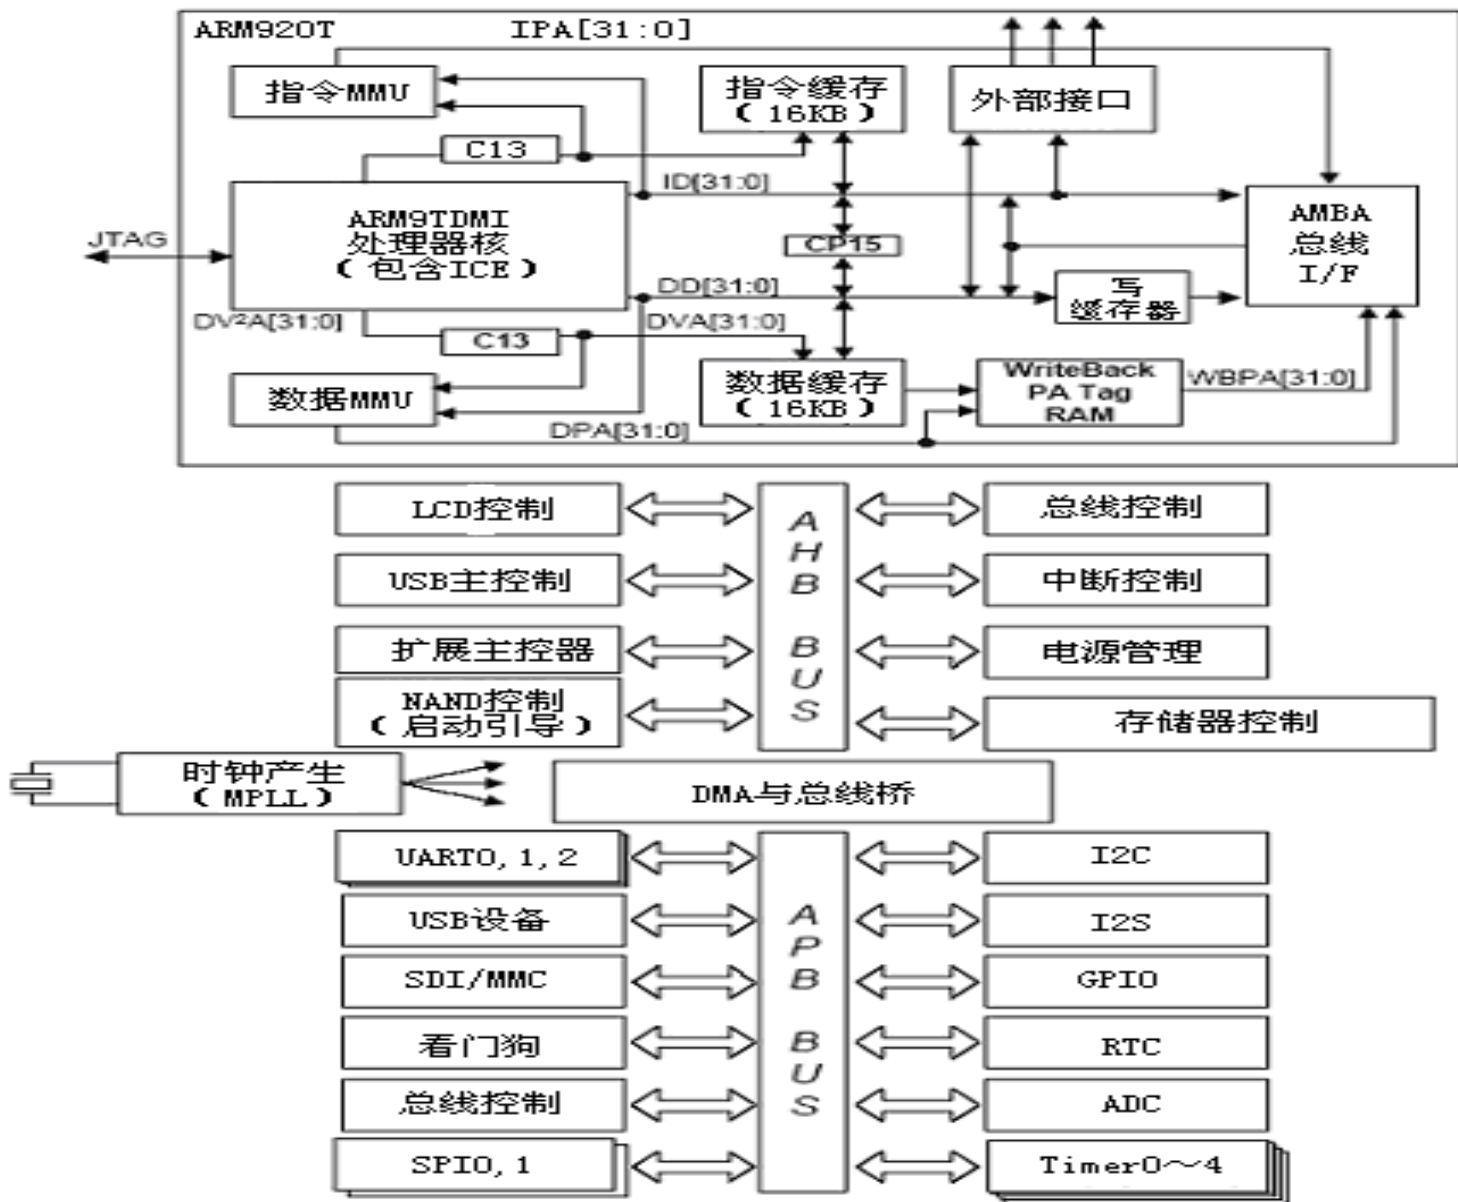 ARM920T
IPA[31:0]
指令MMU
指令缓存
(16KB)
外部接口
C13
ID[31:0]
ARM9TDMI
处理器核
(包含ICE)
AMBA
总线
I/F
JTAG
CP15
DD[31:0]
写
缓存器
DV²A[31:0]
DVA[31:0]
C13
数据MMU
数据缓存
(16KB)
WriteBack
PA Tag
RAM
WBPA[31:0]
DPA[31:0]
LCD控制
AHB BUS
总线控制
USB主控制
中断控制
扩展主控器
电源管理
NAND控制
(启动引导)
存储器控制
时钟产生
(MPLL)
DMA与总线桥
UART0,1,2
APB BUS
I2C
USB设备
I2S
SDI/MMC
GPIO
看门狗
RTC
总线控制
ADC
SPI0,1
Timer0～4